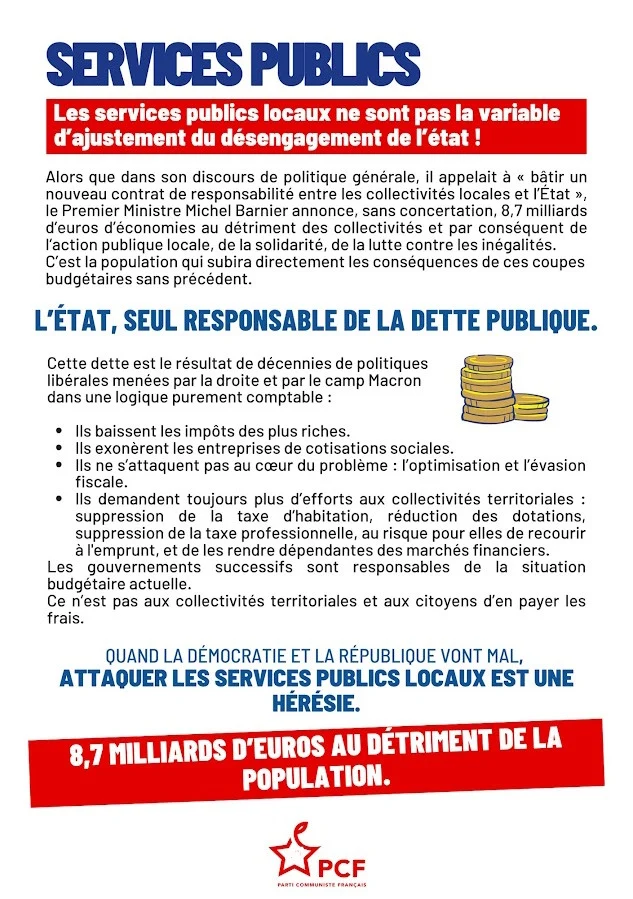 SERVICES PUBLICS
Les services publics locaux ne sont pas la variable
d'ajustement du désengagement de l'état !
Alors que dans son discours de politique générale, il appelait à « bâtir un
nouveau contrat de responsabilité entre les collectivités locales et l'État »,
le Premier Ministre Michel Barnier annonce, sans concertation, 8,7 milliards
d'euros d'économies au détriment des collectivités et par conséquent de
l'action publique locale, de la solidarité, de la lutte contre les inégalités.
C'est la population qui subira directement les conséquences de ces coupes
budgétaires sans précédent.
L'ÉTAT, SEUL RESPONSABLE DE LA DETTE PUBLIQUE.
Cette dette est le résultat de décennies de politiques
libérales menées par la droite et par le camp Macron
dans une logique purement comptable :
• Ils baissent les impôts des plus riches.
• Ils exonèrent les entreprises de cotisations sociales.
• Ils ne s'attaquent pas au cœur du problème : l'optimisation et l'évasion
fiscale.
• Ils demandent toujours plus d'efforts aux collectivités territoriales :
suppression de la taxe d'habitation, réduction des dotations,
suppression de la taxe professionnelle, au risque pour elles de recourir
à l'emprunt, et de les rendre dépendantes des marchés financiers.
Les gouvernements successifs sont responsables de la situation
budgétaire actuelle.
Ce n'est pas aux collectivités territoriales et aux citoyens d'en payer les
frais.
QUAND LA DÉMOCRATIE ET LA RÉPUBLIQUE VONT MAL,
ATTAQUER LES SERVICES PUBLICS LOCAUX EST UNE
HÉRÉSIE.
8,7 MILLIARDS D'EUROS AU DÉTRIMENT DE LA
POPULATION.
PCF
PARTI COMMUNISTE FRANÇAIS